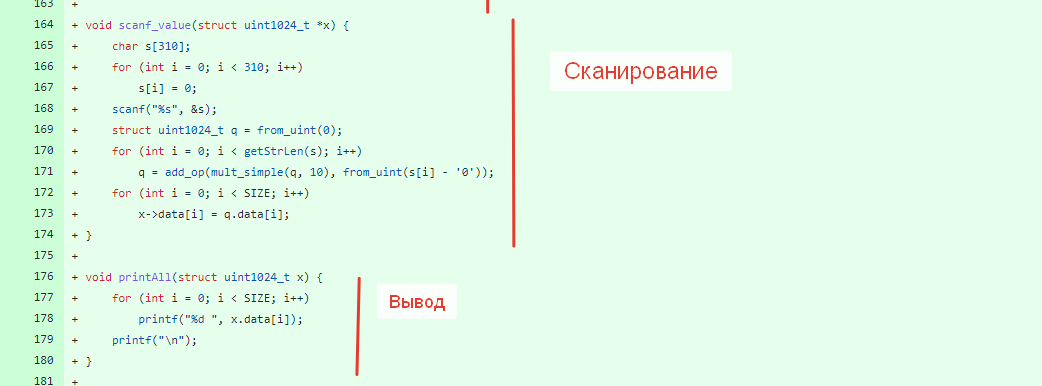 163 +
164 + void scanf_value(struct uint1024_t *x) {
165 + char s[310];
166 + for (int i = 0; i < 310; i++)
167 + s[i] = 0;
168 + scanf("%s", &s);
169 + struct uint1024_t q = from_uint(0);
170 + for (int i = 0; i < getStrLen(s); i++)
171 + q = add_op(mult_simple(q, 10), from_uint(s[i] - '0'));
172 + for (int i = 0; i < SIZE; i++)
173 + x->data[i] = q.data[i];
174 + }
175 +
Сканирование
176 + void printAll(struct uint1024_t x) {
177 + for (int i = 0; i < SIZE; i++)
178 + printf("%d ", x.data[i]);
179 + printf("\n");
180 + }
181 +
Вывод